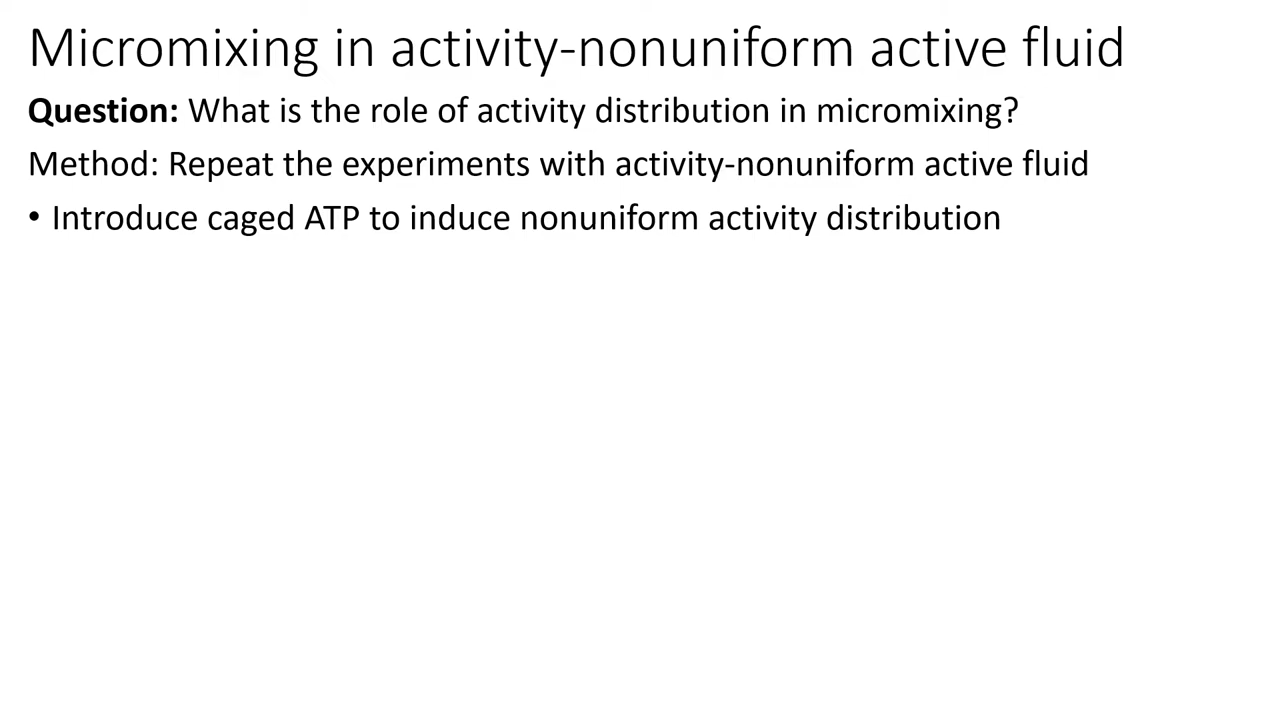 Micromixing in activity-nonuniform active fluid
Question: What is the role of activity distribution in micromixing?
Method: Repeat the experiments with activity-nonuniform active fluid
• Introduce caged ATP to induce nonuniform activity distribution